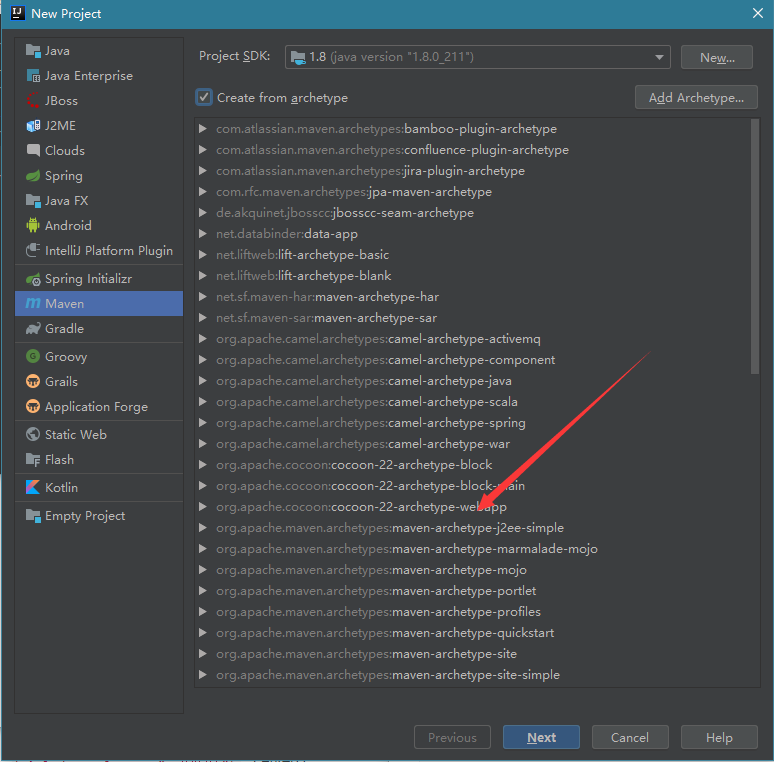 New Project
Java
Java Enterprise
JBoss
J2ME
Clouds
Spring
Java FX
Android
IntelliJ Platform Plugin
Spring Initializr
Maven
Gradle
Groovy
Grails
Application Forge
Static Web
Flash
Kotlin
Empty Project
Project SDK: 1.8 (java version "1.8.0_211") New...
Create from archetype Add Archetype...
com.atlassian.maven.archetypes:bamboo-plugin-archetype
com.atlassian.maven.archetypes:confluence-plugin-archetype
com.atlassian.maven.archetypes:jira-plugin-archetype
com.rfc.maven.archetypes:jpa-maven-archetype
de.akquinet.jbosscc:jbosscc-seam-archetype
net.databinder:data-app
net.liftweb:lift-archetype-basic
net.liftweb:lift-archetype-blank
net.sf.maven-har:maven-archetype-har
net.sf.maven-sar:maven-archetype-sar
org.apache.camel.archetypes:camel-archetype-activemq
org.apache.camel.archetypes:camel-archetype-component
org.apache.camel.archetypes:camel-archetype-java
org.apache.camel.archetypes:camel-archetype-scala
org.apache.camel.archetypes:camel-archetype-spring
org.apache.camel.archetypes:camel-archetype-war
org.apache.cocoon:cocoon-22-archetype-block
org.apache.cocoon:cocoon-22-archetype-block-plain
org.apache.cocoon:cocoon-22-archetype-webapp
org.apache.maven.archetypes:maven-archetype-j2ee-simple
org.apache.maven.archetypes:maven-archetype-marmalade-mojo
org.apache.maven.archetypes:maven-archetype-mojo
org.apache.maven.archetypes:maven-archetype-portlet
org.apache.maven.archetypes:maven-archetype-profiles
org.apache.maven.archetypes:maven-archetype-quickstart
org.apache.maven.archetypes:maven-archetype-site
org.apache.maven.archetypes:maven-archetype-site-simple
Previous Next Cancel Help